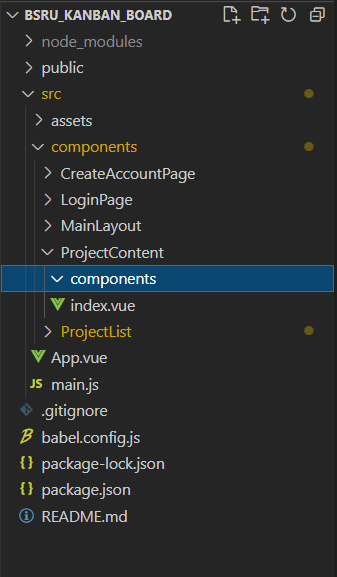 BSRU_KANBAN_BOARD
node_modules
public
src
assets
components
CreateAccountPage
LoginPage
MainLayout
ProjectContent
components
index.vue
ProjectList
App.vue
JS main.js
.gitignore
babel.config.js
{ } package-lock.json
{ } package.json
README.md